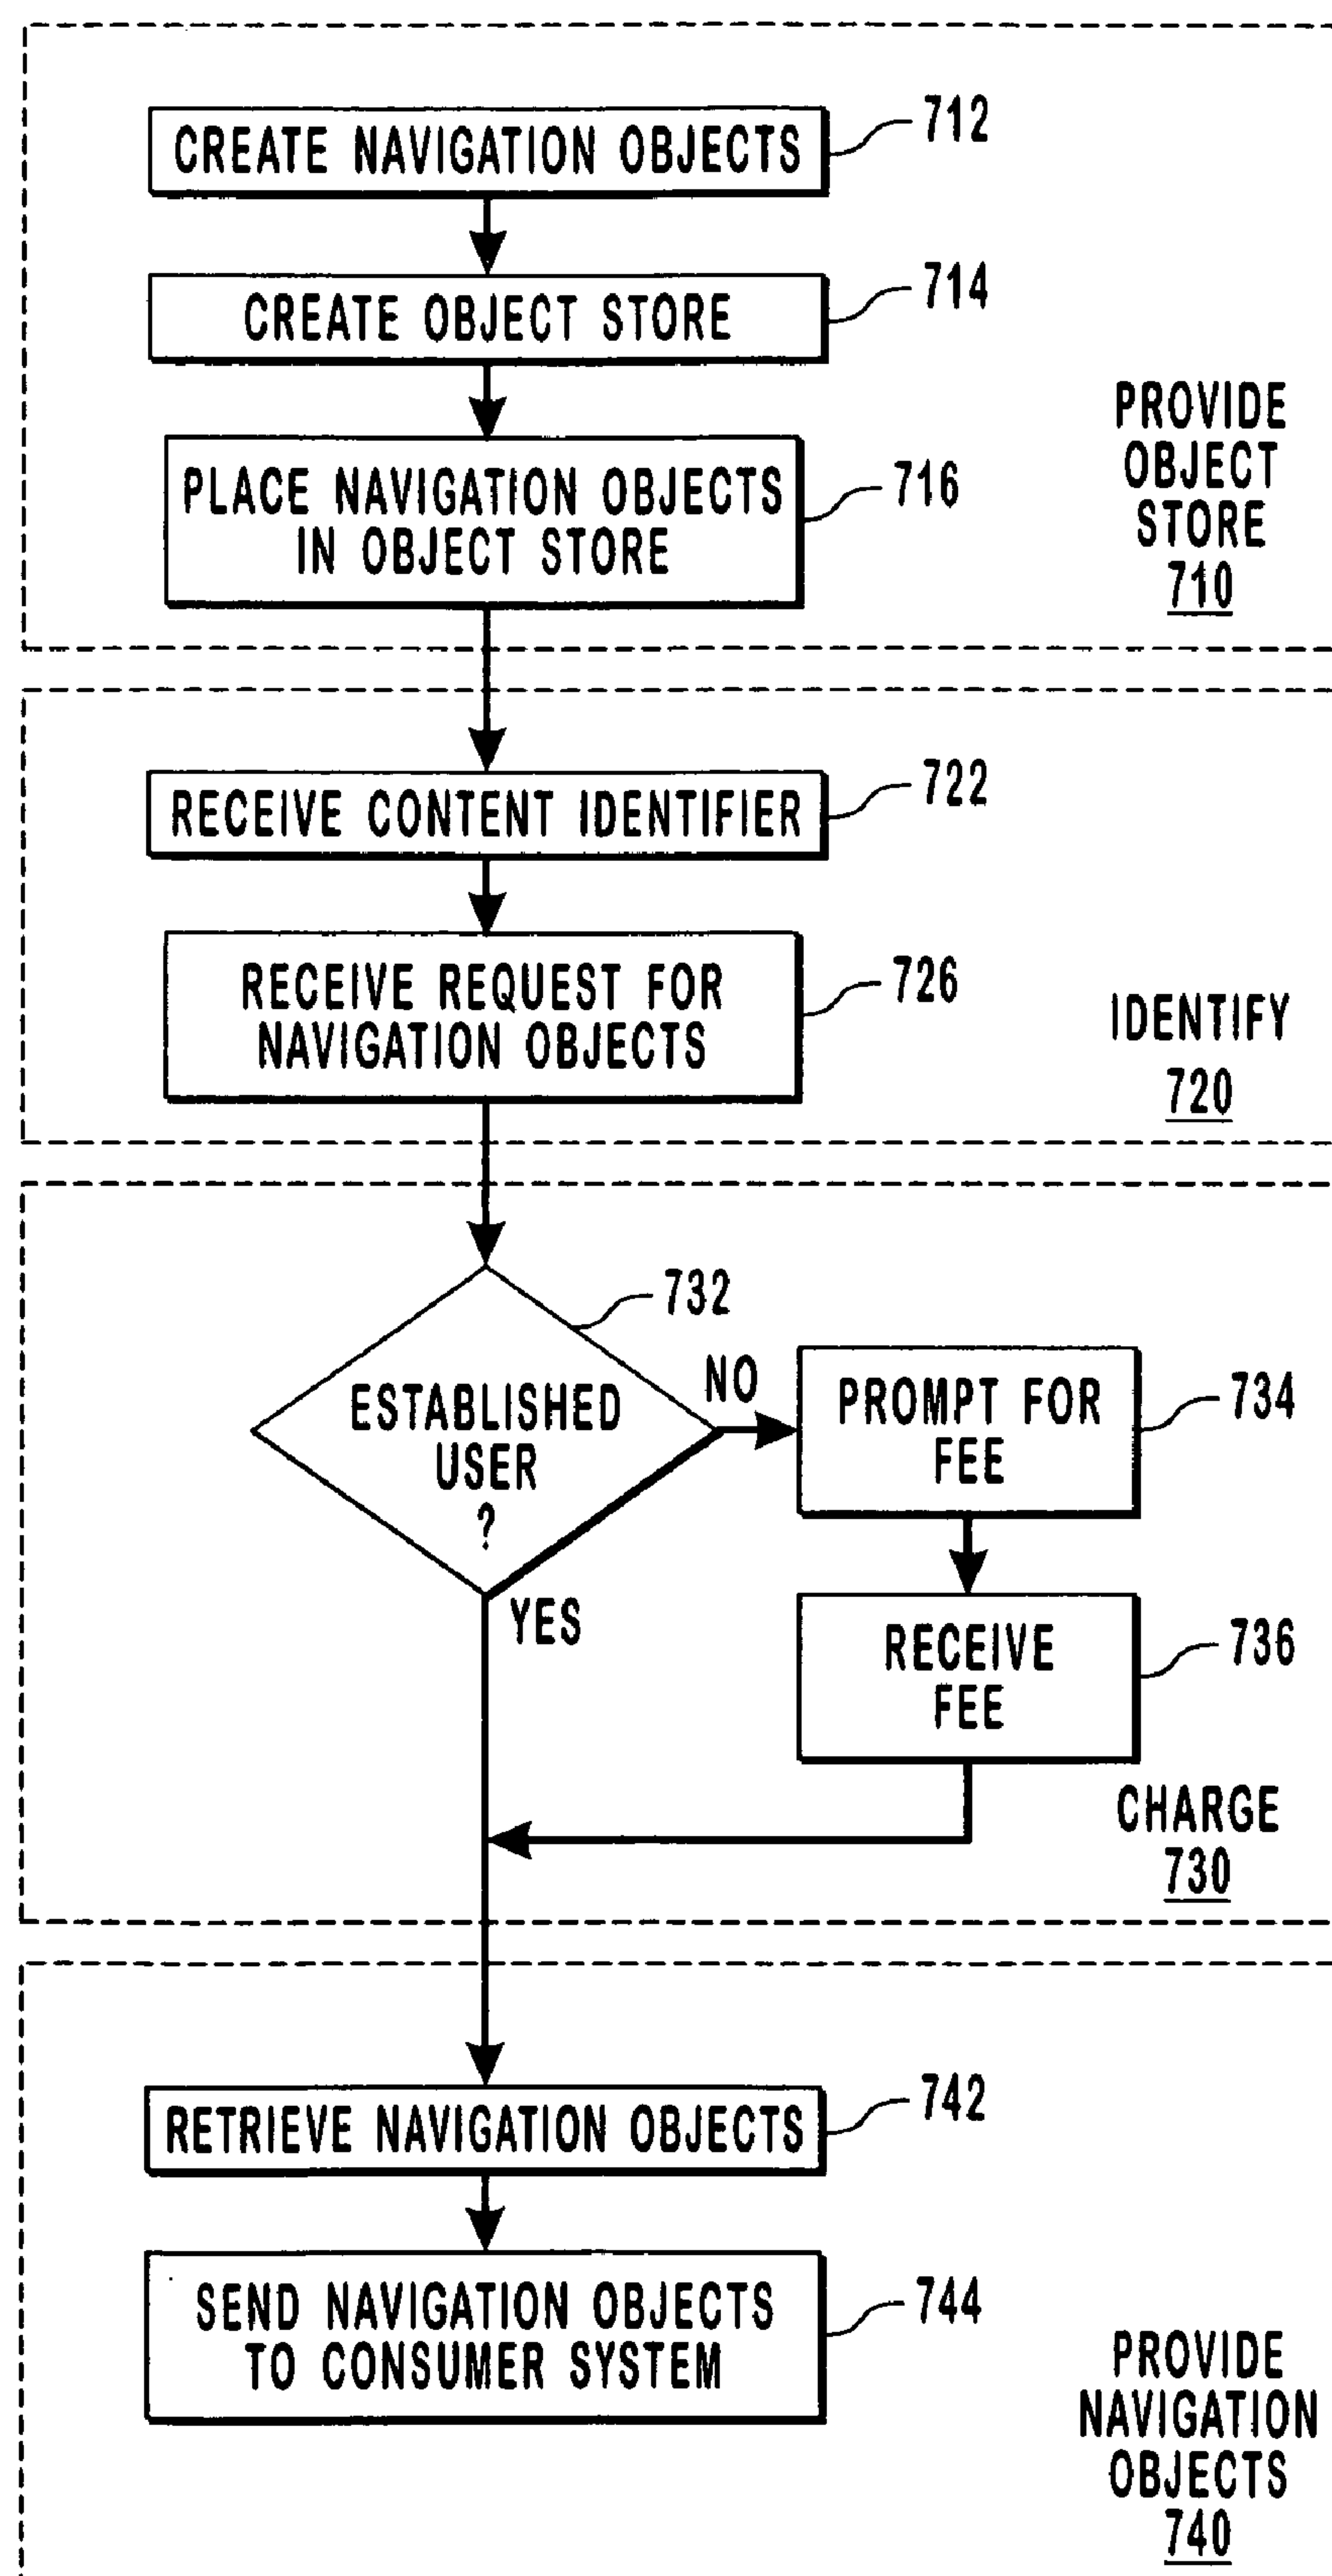 CREATE NAVIGATION OBJECTS
712
CREATE OBJECT STORE
714
PLACE NAVIGATION OBJECTS
IN OBJECT STORE
716
PROVIDE
OBJECT
STORE
710
RECEIVE CONTENT IDENTIFIER
722
RECEIVE REQUEST FOR
NAVIGATION OBJECTS
726
IDENTIFY
720
ESTABLISHED
USER
?
732
NO
YES
PROMPT FOR
FEE
734
RECEIVE
FEE
736
CHARGE
730
RETRIEVE NAVIGATION OBJECTS
742
SEND NAVIGATION OBJECTS
TO CONSUMER SYSTEM
744
PROVIDE
NAVIGATION
OBJECTS
740